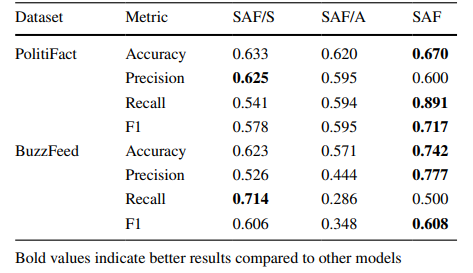 Dataset Metric SAF/S SAF/A SAF
PolitiFact Accuracy 0.633 0.620 0.670
Precision 0.625 0.595 0.600
Recall 0.541 0.594 0.891
F1 0.578 0.595 0.717
BuzzFeed Accuracy 0.623 0.571 0.742
Precision 0.526 0.444 0.777
Recall 0.714 0.286 0.500
F1 0.606 0.348 0.608
Bold values indicate better results compared to other models